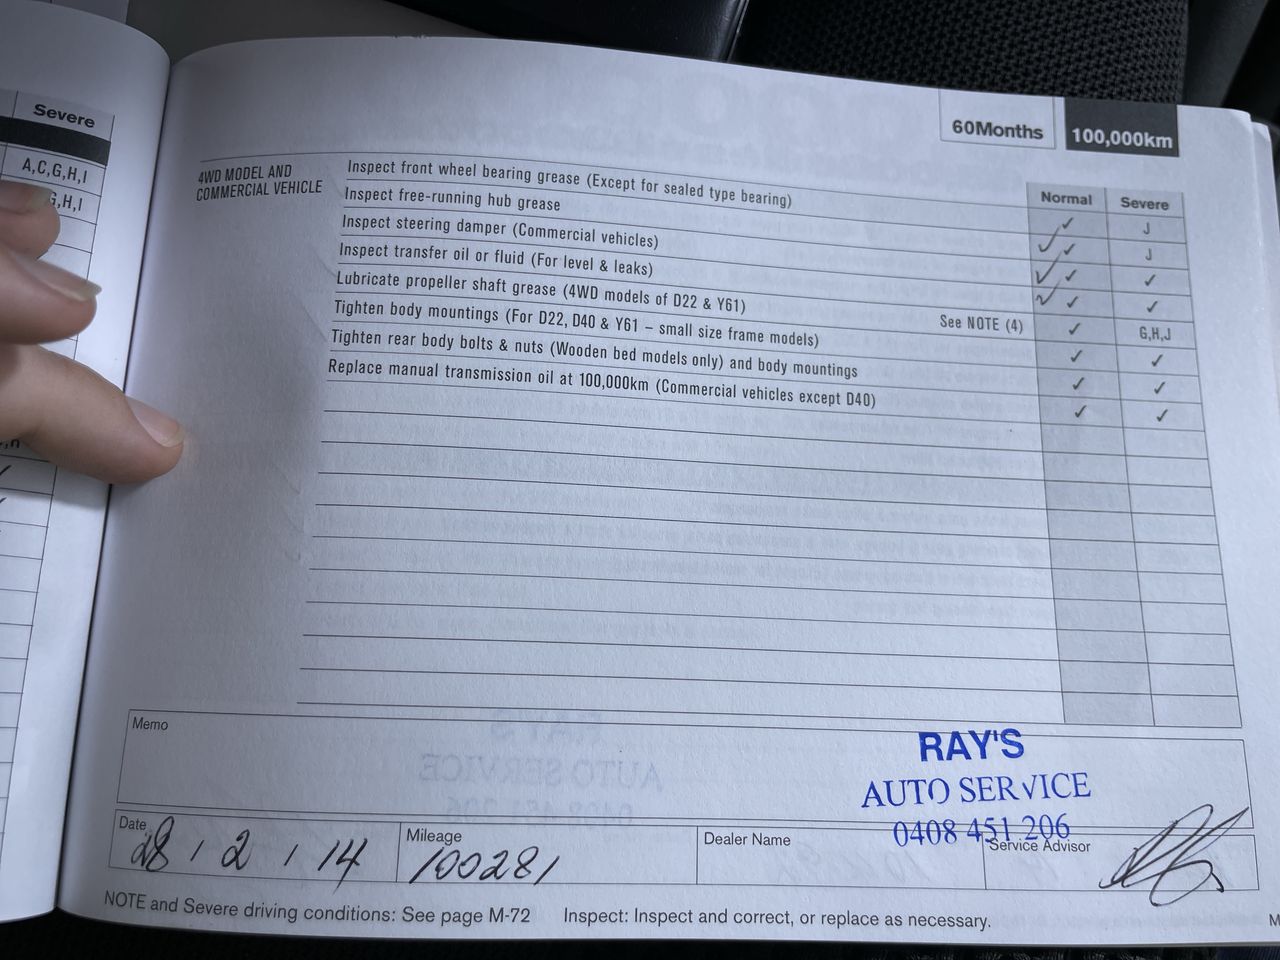 Severe
A,C,G,H,I
G,H,I
60Months 100,000km
4WD MODEL AND
COMMERCIAL VEHICLE
Normal Severe
Inspect front wheel bearing grease (Except for sealed type bearing) ✓ J
Inspect free-running hub grease ✓ J
Inspect steering damper (Commercial vehicles) ✓ ✓
Inspect transfer oil or fluid (For level & leaks) ✓ ✓
Lubricate propeller shaft grease (4WD models of D22 & Y61) See NOTE (4) ✓ G,H,J
Tighten body mountings (For D22, D40 & Y61 – small size frame models) ✓ ✓
Tighten rear body bolts & nuts (Wooden bed models only) and body mountings ✓ ✓
Replace manual transmission oil at 100,000km (Commercial vehicles except D40) ✓ ✓
Memo
RAY'S
AUTO SERVICE
0408 451 206
Date 28 / 2 / 14
Mileage 100281
Dealer Name
Service Advisor
NOTE and Severe driving conditions: See page M-72 Inspect: Inspect and correct, or replace as necessary.
M